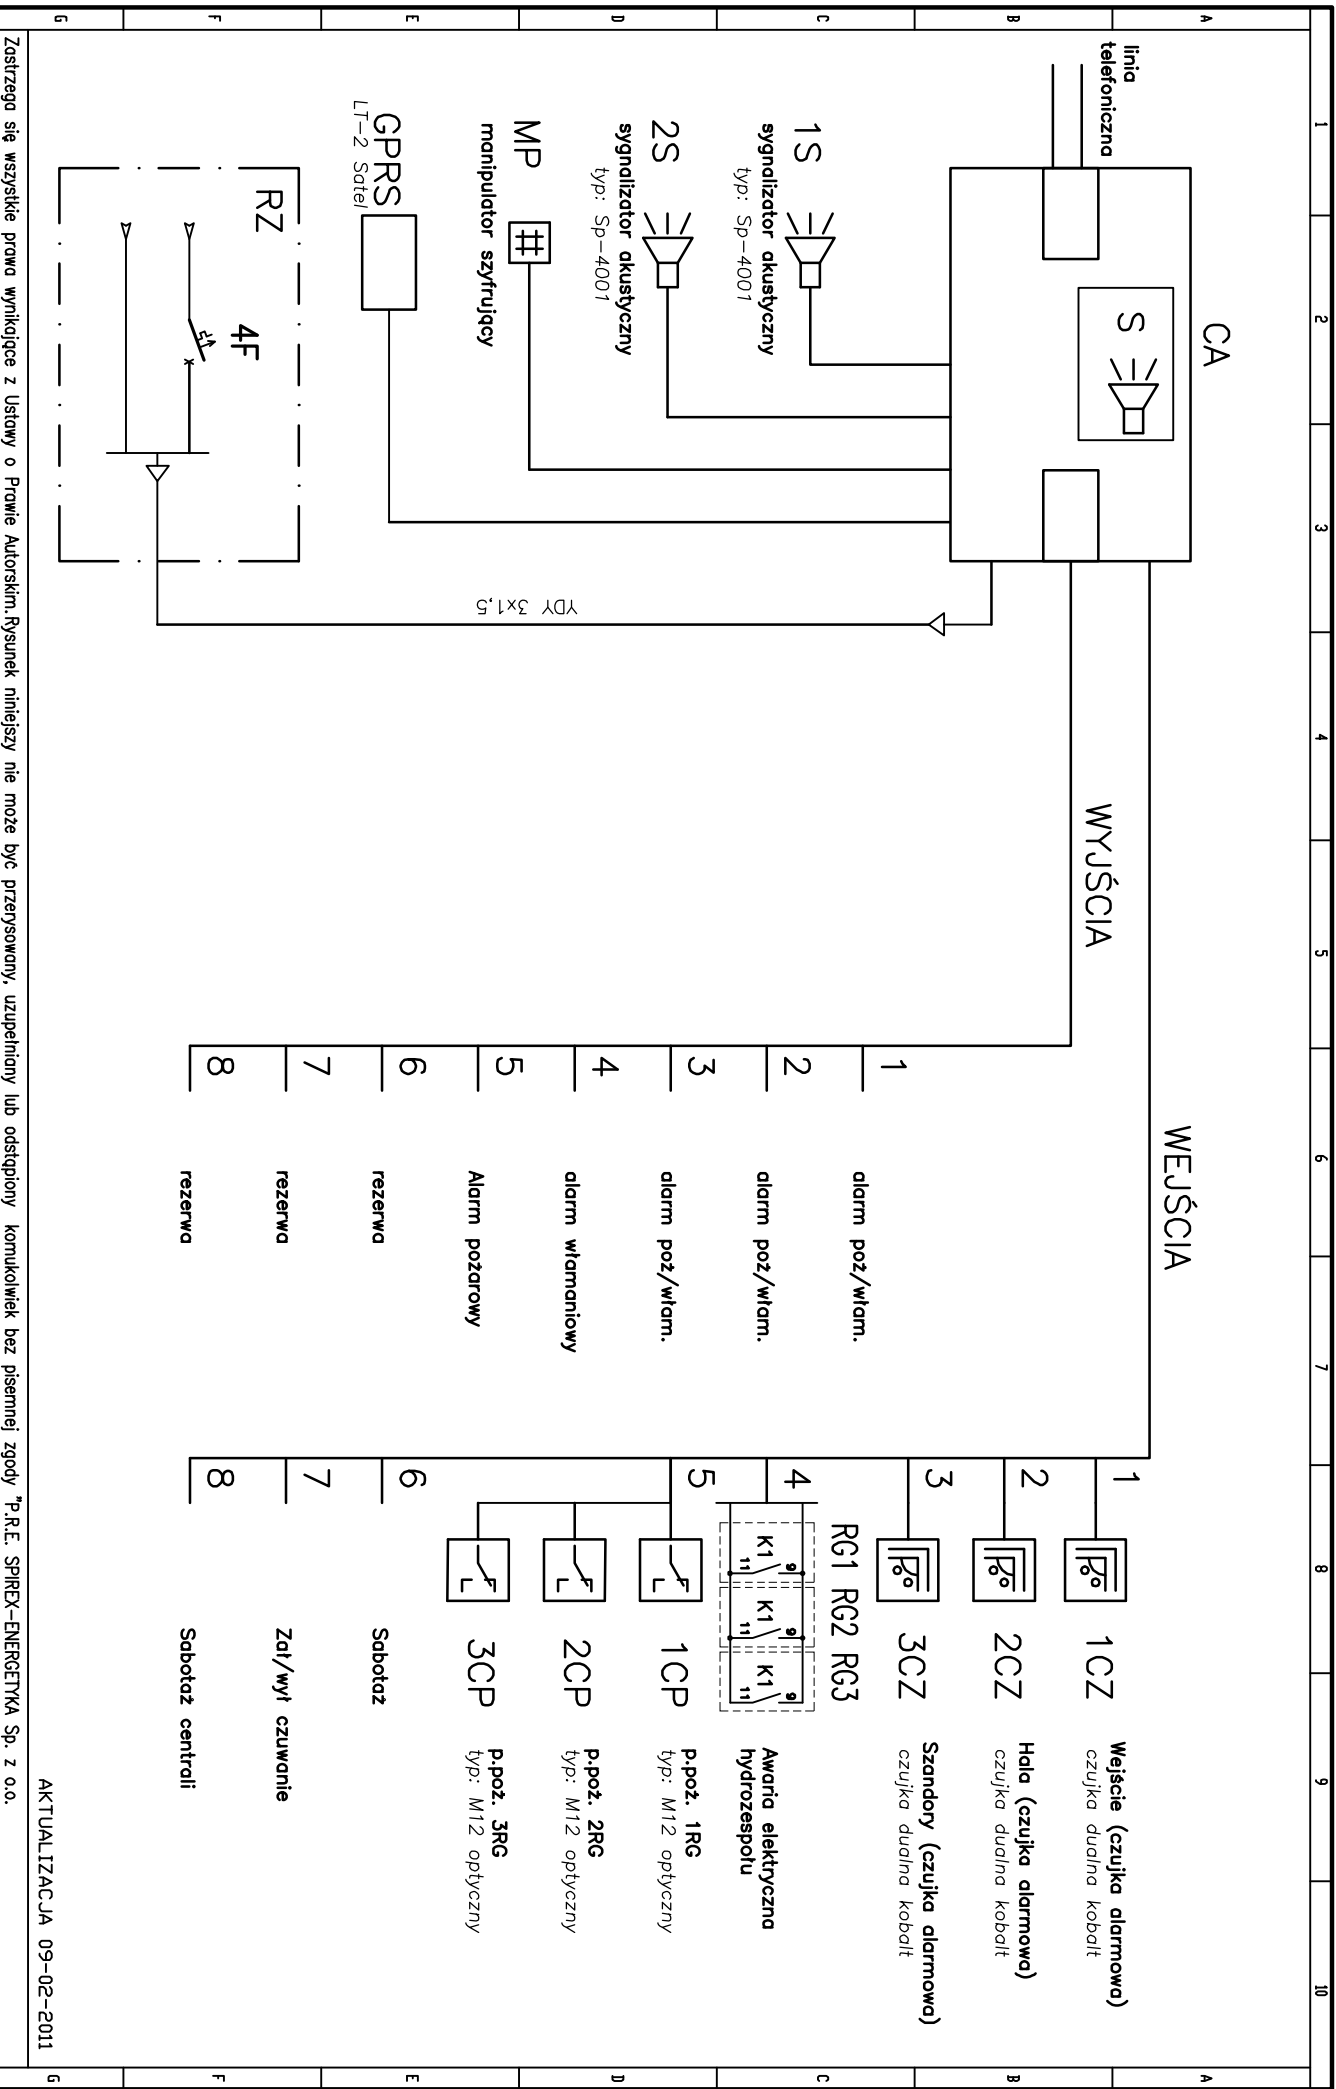 1 2 3 4 5 6 7 8 9 10
A
B
C
D
E
F
G
A
B
C
D
E
F
G
linia
telefoniczna
CA
S
1S
sygnalizator akustyczny
typ: Sp-4001
2S
sygnalizator akustyczny
typ: Sp-4001
MP
manipulator szyfrujący
GPRS
LT-2 Satel
RZ
4F
YDY 3x1,5
WYJŚCIA
1
alarm poż/włam.
2
alarm poż/włam.
3
alarm poż/włam.
4
alarm włamaniowy
5
Alarm pożarowy
6
rezerwa
7
rezerwa
8
rezerwa
WEJŚCIA
1
1CZ
Wejście (czujka alarmowa)
czujka dualna kobalt
2
2CZ
Hala (czujka alarmowa)
czujka dualna kobalt
3
3CZ
Szandory (czujka alarmowa)
czujka dualna kobalt
4
RG1 RG2 RG3
9 9 9
K1 K1 K1
11 11 11
Awaria elektryczna
hydrozespołu
5
1CP
p.poż. 1RG
typ: M12 optyczny
2CP
p.poż. 2RG
typ: M12 optyczny
3CP
p.poż. 3RG
typ: M12 optyczny
6
Sabotaż
7
Zał/wył czuwanie
8
Sabotaż centrali
AKTUALIZACJA 09-02-2011
Zastrzega się wszystkie prawa wynikające z Ustawy o Prawie Autorskim.Rysunek niniejszy nie może być przerysowany, uzupełniany lub odstąpiony komukolwiek bez pisemnej zgody "P.R.E. SPIREX-ENERGETYKA Sp. z o.o.